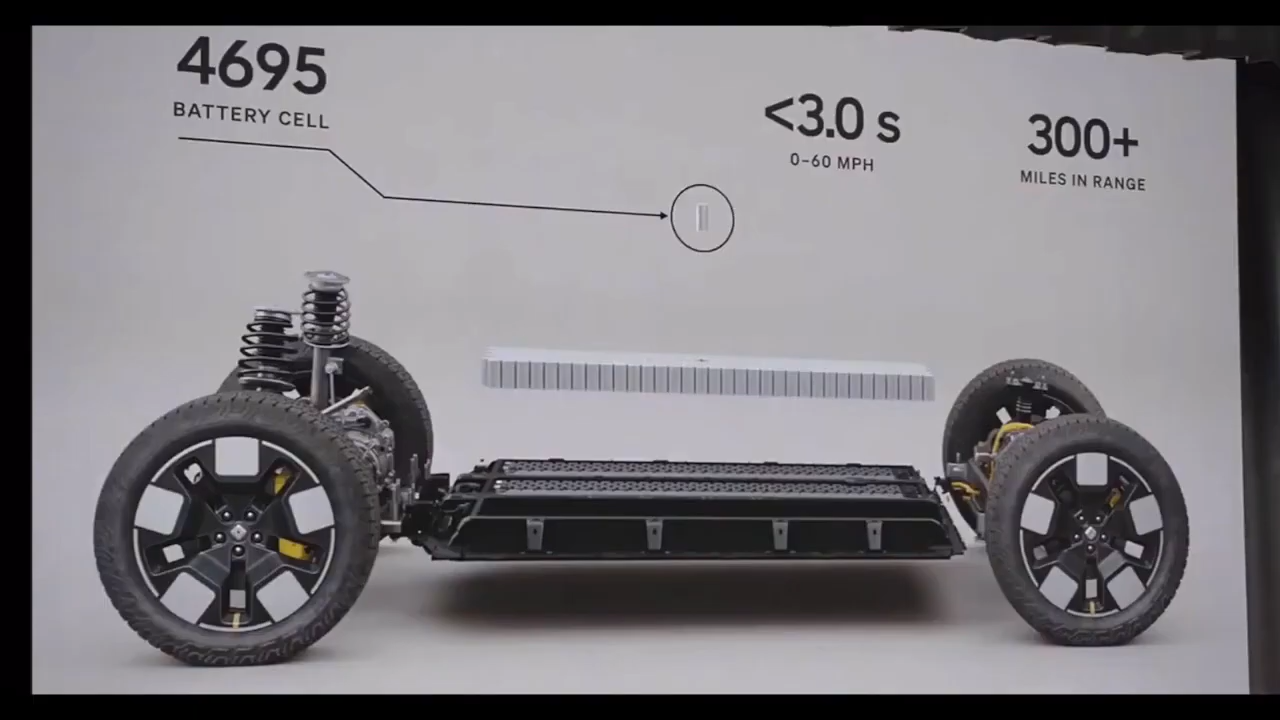 4695
BATTERY CELL
<3.0 s
0–60 MPH
300+
MILES IN RANGE